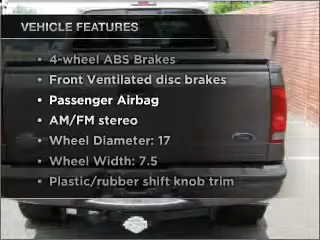 VEHICLE FEATURES
• 4-wheel ABS Brakes
• Front Ventilated disc brakes
• Passenger Airbag
• AM/FM stereo
• Wheel Diameter: 17
• Wheel Width: 7.5
• Plastic/rubber shift knob trim